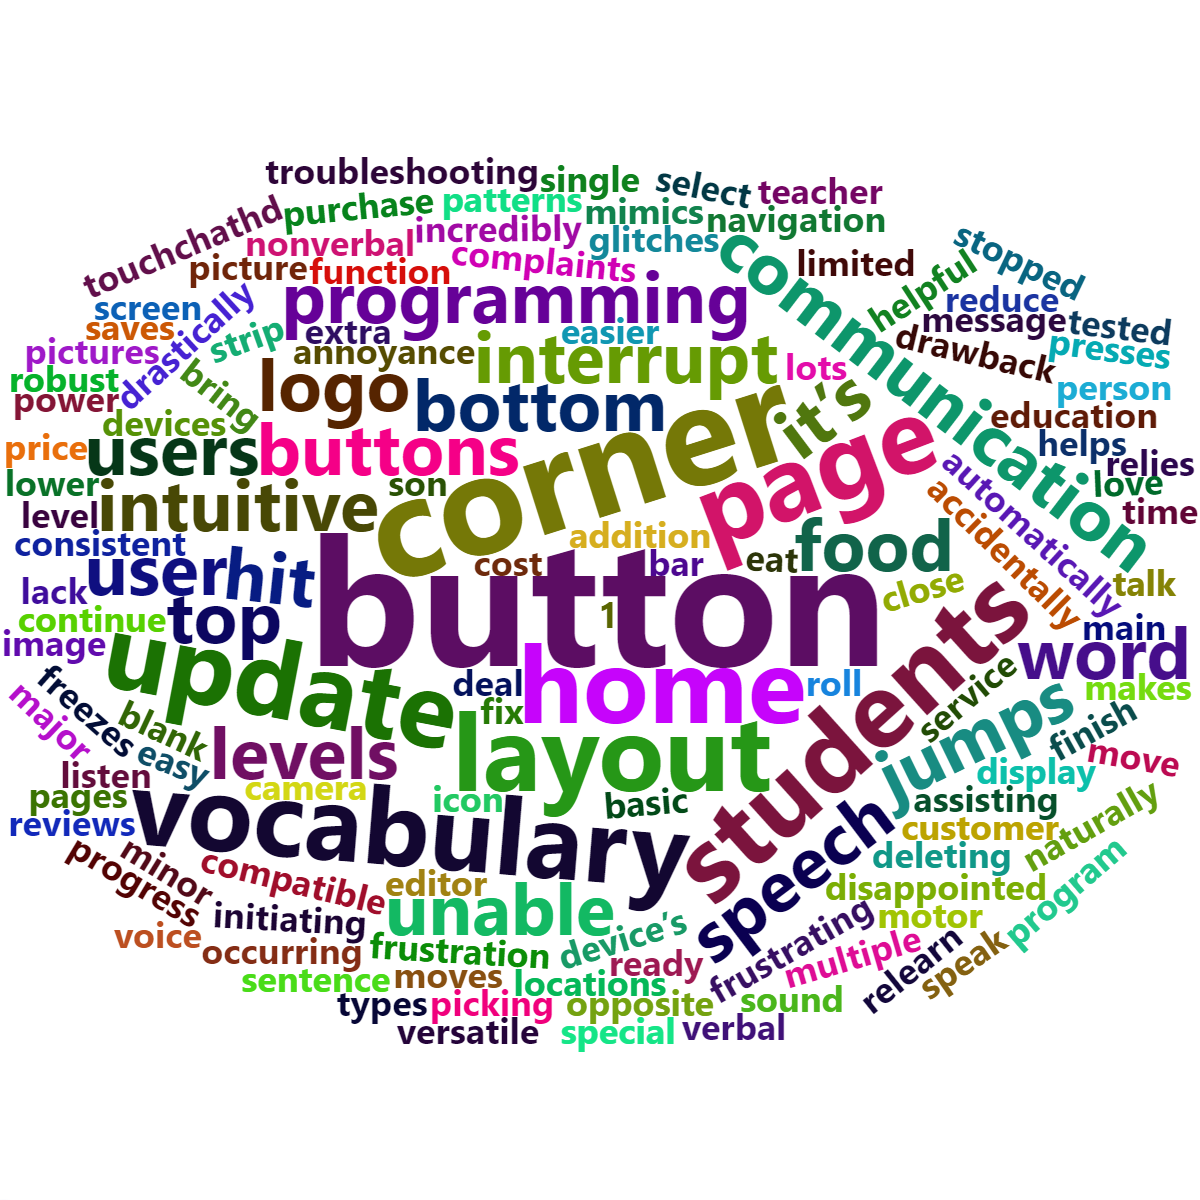 troubleshooting
single
select
teacher
touchchathd
purchase
patterns
mimics
navigation
nonverbal
incredibly
glitches
communication
stopped
picture
function
complaints
limited
helpful
screen
drastically
programming
reduce
saves
strip
extra
easier
message
tested
pictures
annoyance
interrupt
lots
drawback
presses
robust
bring
logo
bottom
it's
person
power
devices
corner
page
education
price
users
buttons
helps
lower
intuitive
son
automatically
relies
level
accidentally
love
time
consistent
addition
food
user
hit
cost
button
bar
eat
close
talk
lack
top
1
students
continue
main
image
update
deal
home
roll
service
word
freezes
fix
makes
major
blank
easy
levels
layout
jumps
finish
move
listen
camera
icon
basic
display
pages
vocabulary
speech
assisting
naturally
reviews
customer
progress
minor
compatible
editor
deleting
program
initiating
unable
disappointed
voice
occurring
frustration
device's
frustrating
motor
sentence
moves
locations
ready
multiple
relearn
speak
types
picking
opposite
sound
versatile
special
verbal